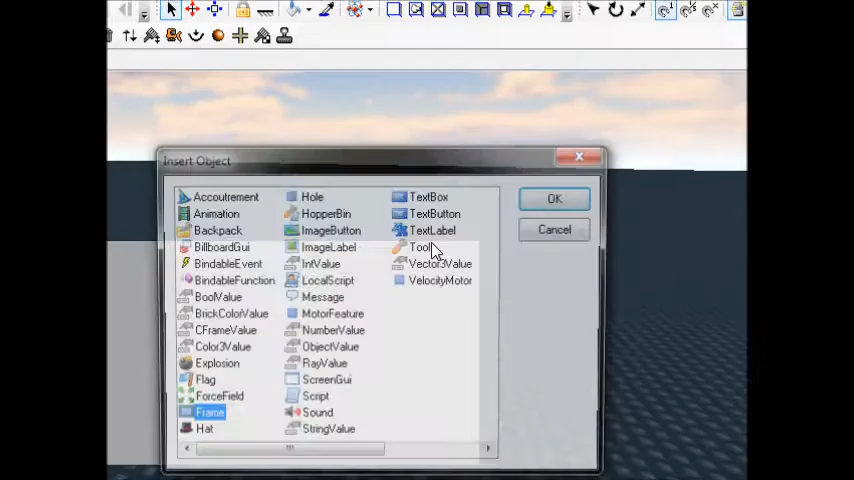 Insert Object
Accoutrement
Animation
Backpack
BillboardGui
BindableEvent
BindableFunction
BoolValue
BrickColorValue
CFrameValue
Color3Value
Explosion
Flag
ForceField
Frame
Hat
Hole
HopperBin
ImageButton
ImageLabel
IntValue
LocalScript
Message
MotorFeature
NumberValue
ObjectValue
RayValue
ScreenGui
Script
Sound
StringValue
TextBox
TextButton
TextLabel
Tool
Vector3Value
VelocityMotor
OK
Cancel